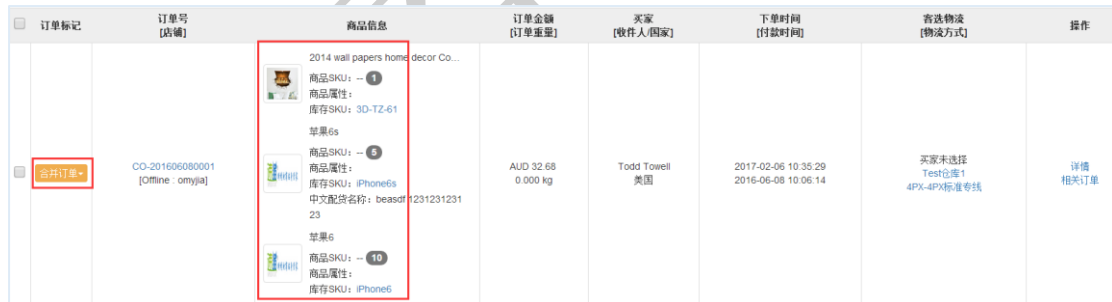 订单标记
订单号
[店铺]
商品信息
订单金额
[订单重量]
买家
[收件人/国家]
下单时间
[付款时间]
客选物流
[物流方式]
操作
合并订单
CO-201606080001
[Offline : omyjia]
2014 wall papers home decor Co...
商品SKU：-- 1
商品属性：
库存SKU：3D-TZ-61
苹果6s
商品SKU：-- 5
商品属性：
库存SKU：iPhone6s
中文配货名称：beasdf 1231231231
23
苹果6
商品SKU：-- 10
商品属性：
库存SKU：iPhone6
AUD 32.68
0.000 kg
Todd Towell
美国
2017-02-06 10:35:29
2016-06-08 10:06:14
买家未选择
Test仓库1
4PX-4PX标准专线
详情
相关订单